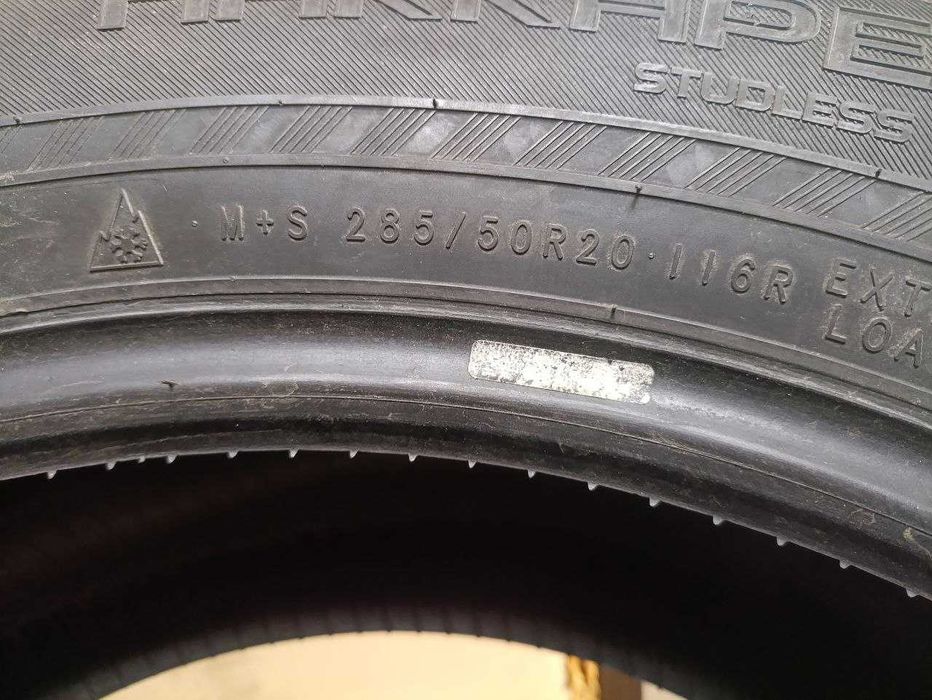 STUDLESS
M+S 285/50R20 116R EXT
LOA